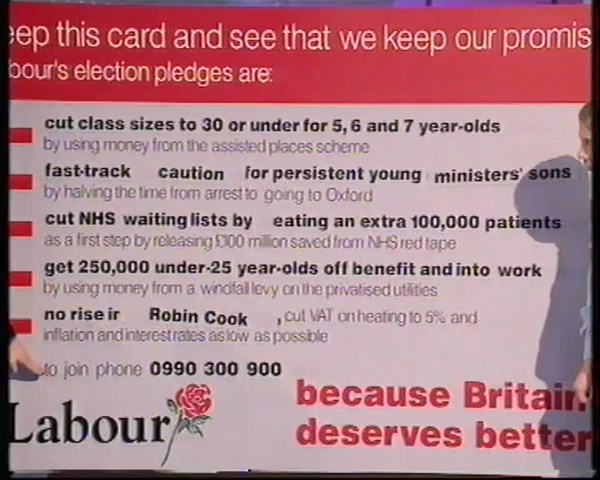 eep this card and see that we keep our promis
bour's election pledges are:
cut class sizes to 30 or under for 5, 6 and 7 year-olds
by using money from the assisted places scheme
fast-track caution for persistent young ministers' sons
by halving the time from arrest to going to Oxford
cut NHS waiting lists by eating an extra 100,000 patients
as a first step by releasing £100 million saved from NHS red tape
get 250,000 under-25 year-olds off benefit and into work
by using money from a windfall levy on the privatised utilities
no rise ir Robin Cook , cut VAT on heating to 5% and
inflation and interest rates as low as possible
to join phone 0990 300 900
Labour
because Britain
deserves better